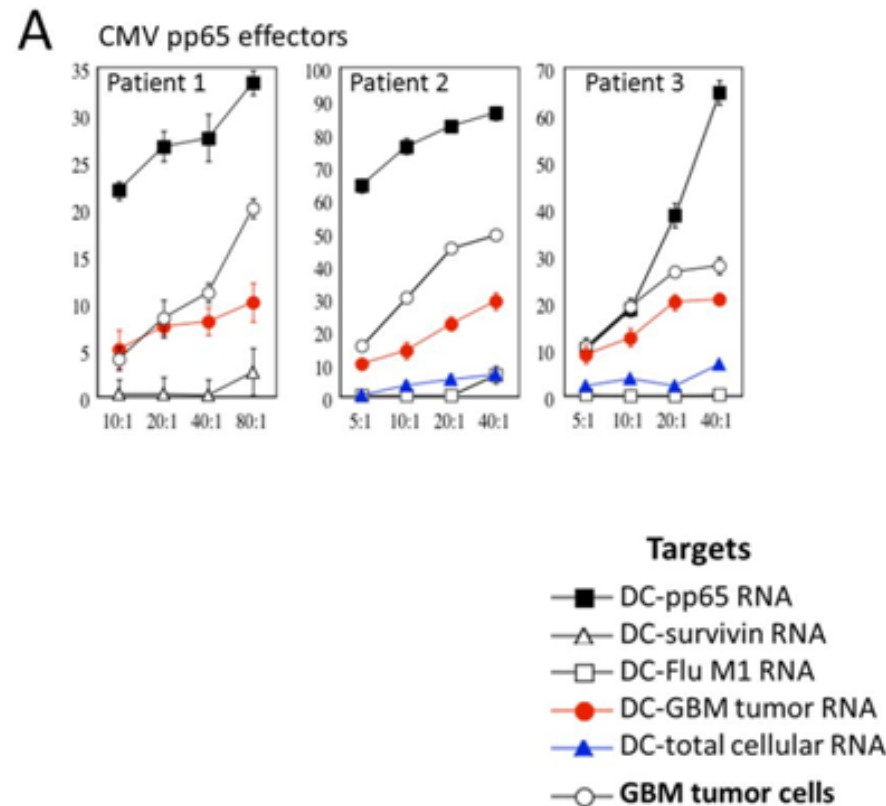 A
CMV pp65 effectors
Patient 1
35
30
25
20
15
10
5
0
10:1 20:1 40:1 80:1
Patient 2
100
90
80
70
60
50
40
30
20
10
0
5:1 10:1 20:1 40:1
Patient 3
70
60
50
40
30
20
10
0
5:1 10:1 20:1 40:1
Targets
DC-pp65 RNA
DC-survivin RNA
DC-Flu M1 RNA
DC-GBM tumor RNA
DC-total cellular RNA
GBM tumor cells